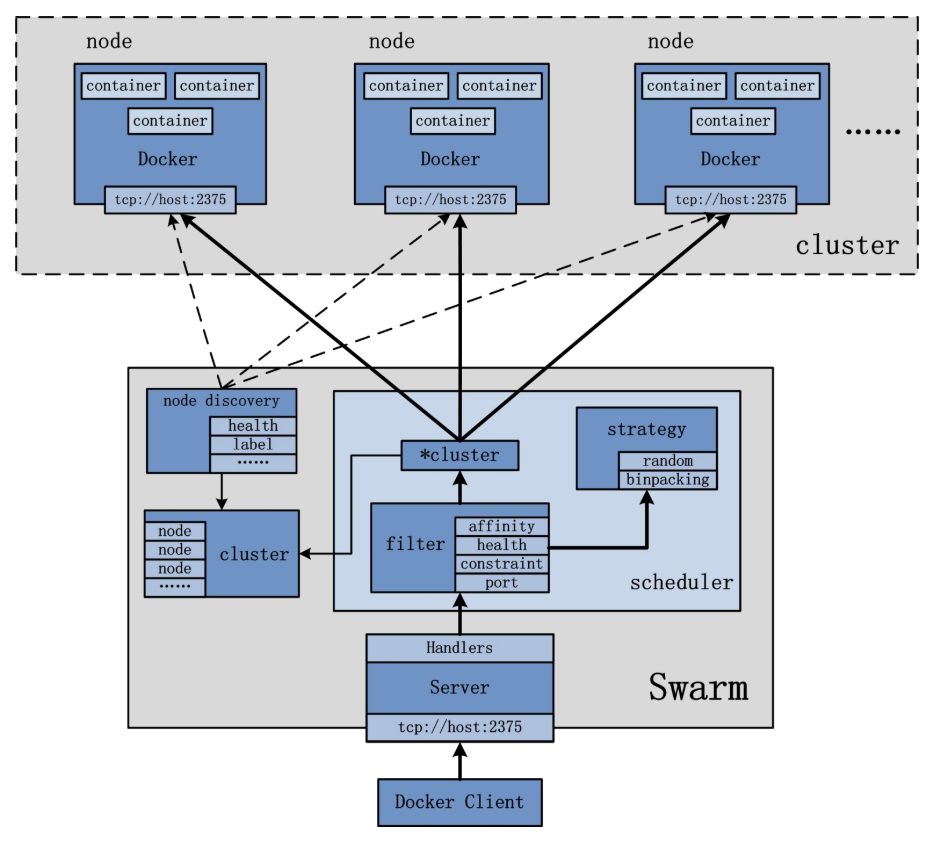 node node node
container container container container container container
container container container
Docker Docker Docker ······
tcp://host:2375 tcp://host:2375 tcp://host:2375
cluster
node discovery
health
label
······
*cluster
strategy
random
binpacking
node
node
node
······
cluster
filter
affinity
health
constraint
port
scheduler
Handlers
Server
tcp://host:2375
Swarm
Docker Client